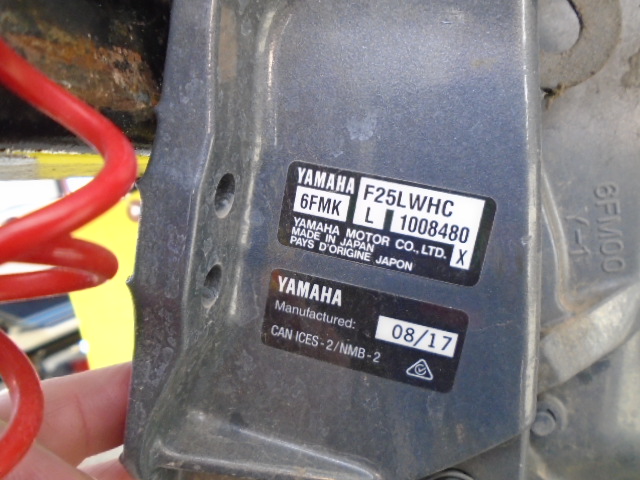 YAMAHA F25LWHC
6FMK L 1008480
YAMAHA MOTOR CO., LTD. X
MADE IN JAPAN
PAYS D'ORIGINE JAPON
YAMAHA
Manufactured: 08/17
CAN ICES-2/NMB-2
6FM00